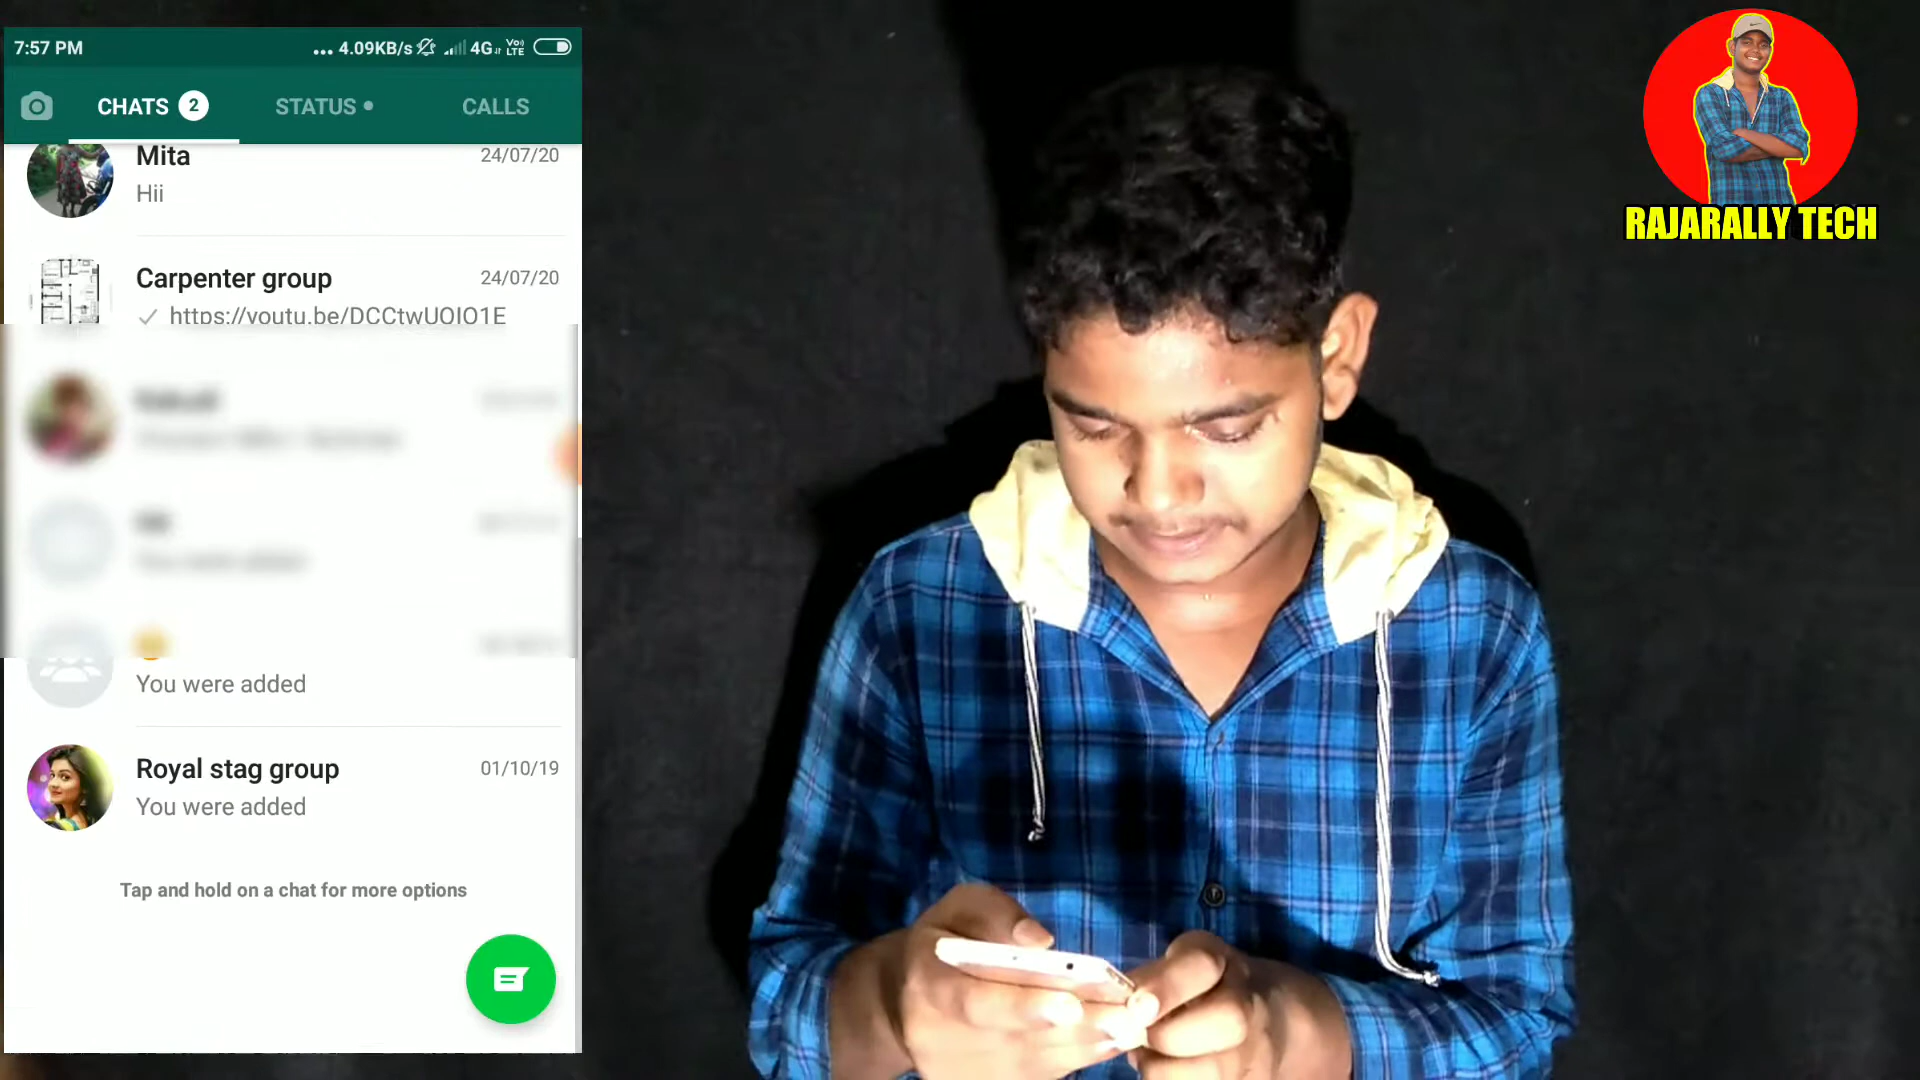 7:57 PM
... 4.09KB/s 4G Vo) LTE
CHATS 2
STATUS •
CALLS
Mita
24/07/20
Hii
Carpenter group
24/07/20
https://youtu.be/DCCtwUOIO1E
You were added
Royal stag group
01/10/19
You were added
Tap and hold on a chat for more options
RAJARALLY TECH